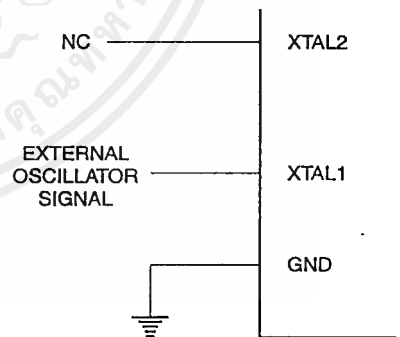 NC
XTAL2
EXTERNAL
OSCILLATOR
SIGNAL
XTAL1
GND